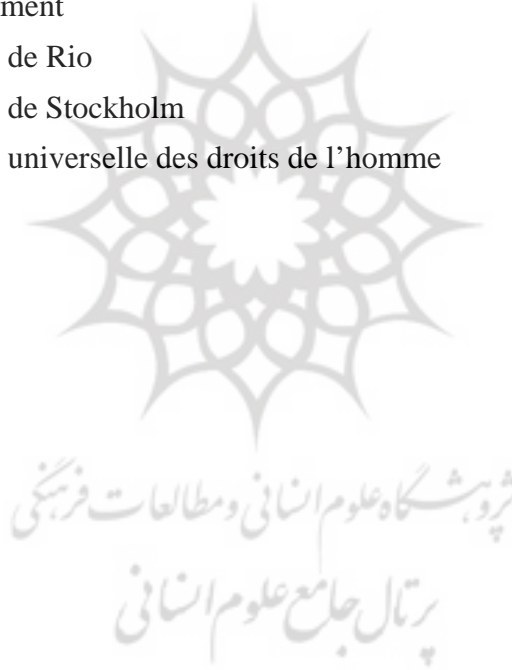 ment
de Rio
de Stockholm
universelle des droits de l’homme
پژوهشگاه علوم انسانی و مطالعات فرهنگی
پرتال جامع علوم انسانی